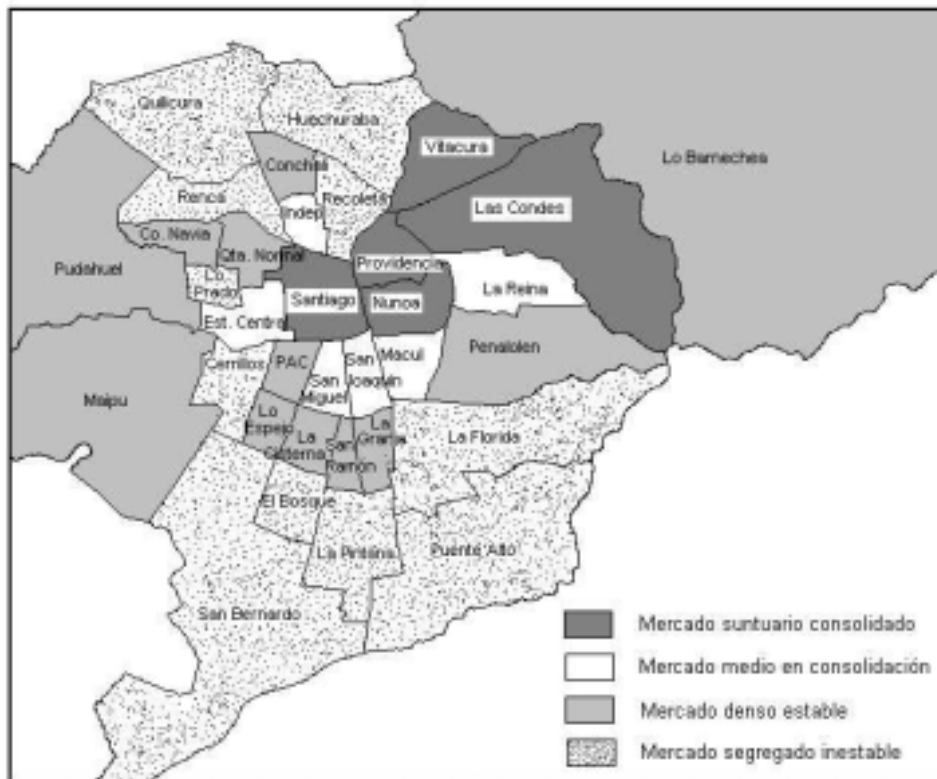 Quilicura
Huechuraba
Vitacura
Lo Barnechea
Conchali
Renca
Recoleta
Las Condes
Indep
Co. Navia
Qta. Normal
Providencia
Pudahuel
Lo
Prado
La Reina
Santiago
Nunoa
Est. Central
Macul
Penalolen
Cerrillos
PAC
San
Miguel
San
Joaquin
Maipu
Lo
Espejo
La
Cisterna
San
Ramón
La
Granja
La Florida
El Bosque
La Pintana
Puente Alto
San Bernardo
Mercado suntuario consolidado
Mercado medio en consolidación
Mercado denso estable
Mercado segregado inestable